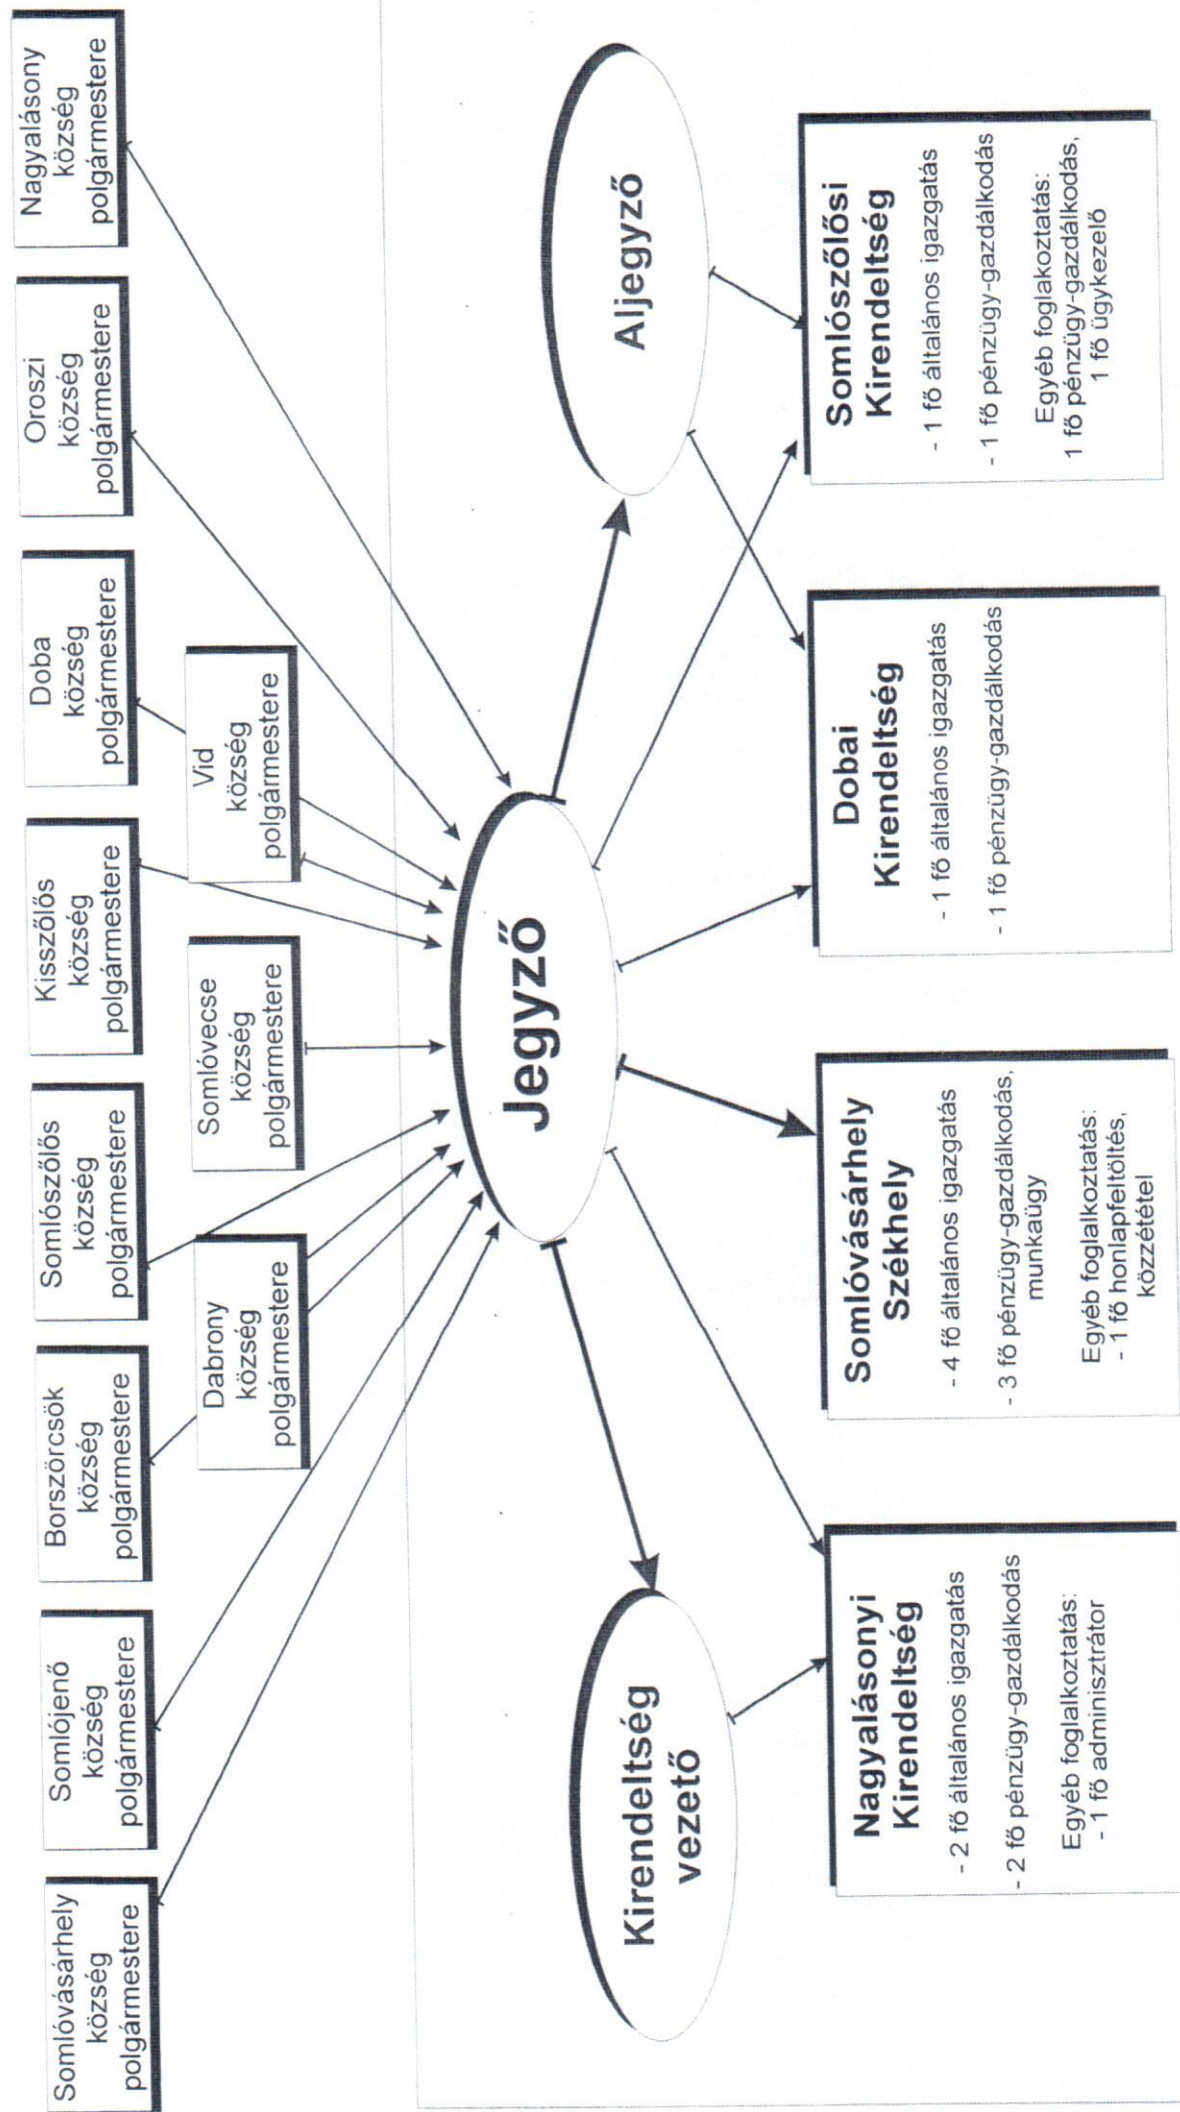 Somlóvásárhely
község
polgármestere
Somlójenő
község
polgármestere
Borszörcsök
község
polgármestere
Somlószőlős
község
polgármestere
Kisszőlős
község
polgármestere
Doba
község
polgármestere
Oroszi
község
polgármestere
Nagyalásony
község
polgármestere
Dabrony
község
polgármestere
Somlóvecse
község
polgármestere
Vid
község
polgármestere
Jegyző
Kirendeltség
vezető
Aljegyző
Nagyalásonyi
Kirendeltség
- 2 fő általános igazgatás
- 2 fő pénzügy-gazdálkodás
Egyéb foglalkoztatás:
- 1 fő adminisztrátor
Somlóvásárhely
Székhely
- 4 fő általános igazgatás
- 3 fő pénzügy-gazdálkodás,
munkaügy
Egyéb foglalkoztatás:
- 1 fő honlapfeltöltés,
közzététel
Dobai
Kirendeltség
- 1 fő általános igazgatás
- 1 fő pénzügy-gazdálkodás
Somlószőlősi
Kirendeltség
- 1 fő általános igazgatás
- 1 fő pénzügy-gazdálkodás
Egyéb foglakoztatás:
1 fő pénzügy-gazdálkodás,
1 fő ügykezelő